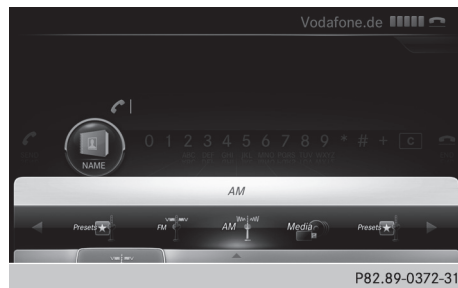 Vodafone.de
0 1 2 3 4 5 6 7 8 9 * # + C
NAME
AM
Presets FM AM Media Presets
P82.89-0372-31